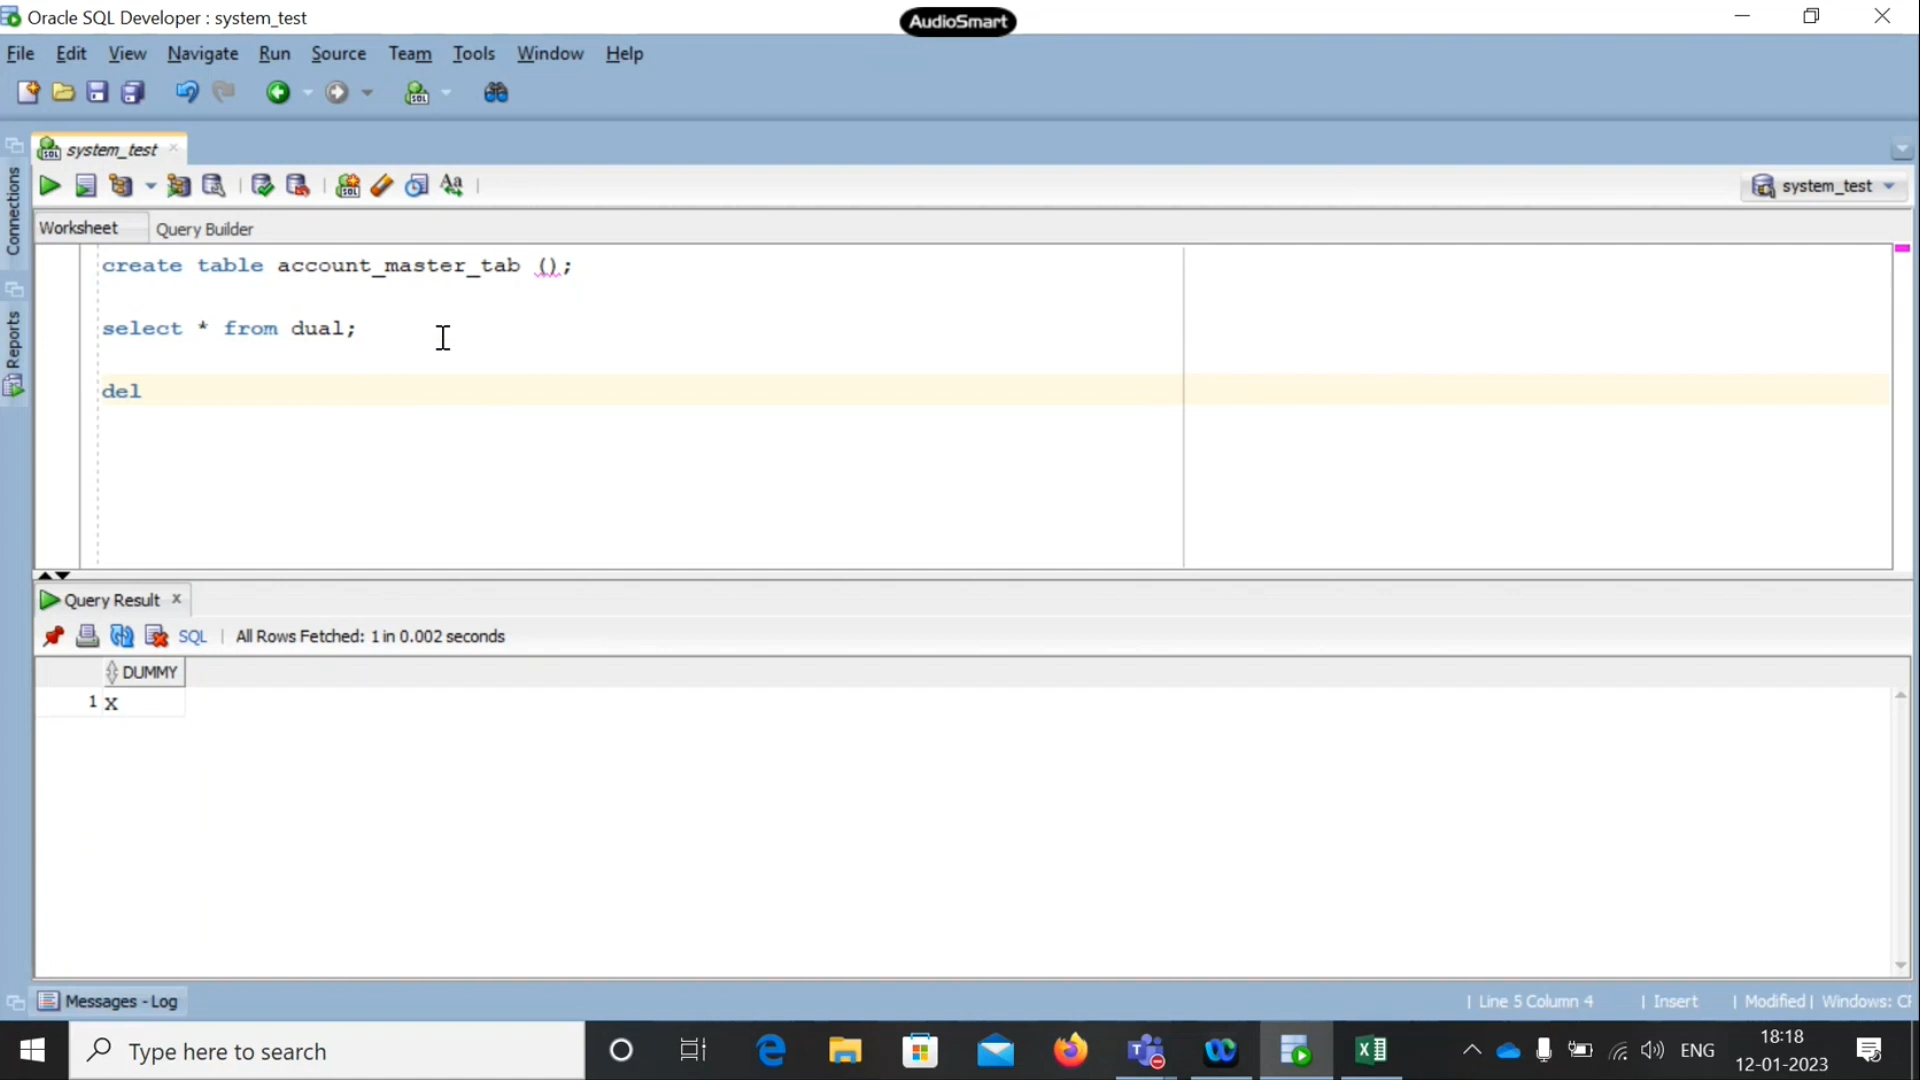 Oracle SQL Developer : system_test
AudioSmart
File Edit View Navigate Run Source Team Tools Window Help
system_test
system_test
Connections
Reports
Worksheet Query Builder
create table account_master_tab ();
select * from dual;
del
Query Result x
SQL | All Rows Fetched: 1 in 0.002 seconds
DUMMY
1 X
Messages - Log
| Line 5 Column 4 | Insert | Modified | Windows: CF
Type here to search
ENG
18:18
12-01-2023